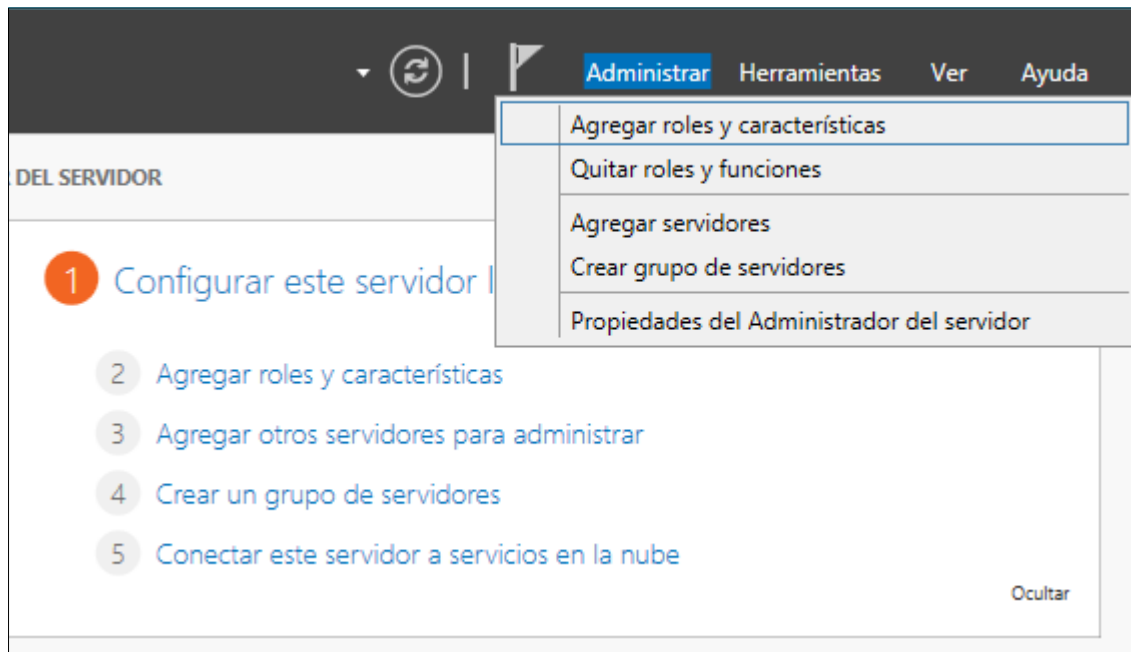 Administrar Herramientas Ver Ayuda
Agregar roles y características
Quitar roles y funciones
Agregar servidores
Crear grupo de servidores
Propiedades del Administrador del servidor
DEL SERVIDOR
1 Configurar este servidor l
2 Agregar roles y características
3 Agregar otros servidores para administrar
4 Crear un grupo de servidores
5 Conectar este servidor a servicios en la nube
Ocultar